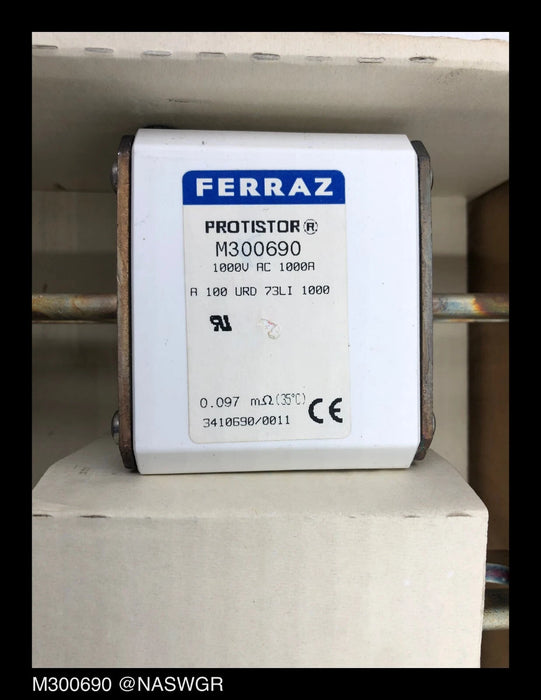 FERRAZ
PROTISTOR®
M300690
1000V AC 1000A
A 100 URD 73LI 1000
RU
0.097 mΩ(35°C)
3410690/0011
CE
M300690 @NASWGR